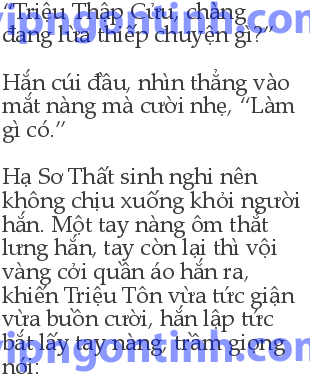 “Triệu Thập Cửu, chàng
đang lừa thiếp chuyện gì?”
Hắn cúi đầu, nhìn thẳng vào
mắt nàng mà cười nhẹ, “Làm
gì có.”
Hạ Sơ Thất sinh nghi nên
không chịu xuống khỏi người
hắn. Một tay nàng ôm thắt
lưng hắn, tay còn lại thì vội
vàng cởi quần áo hắn ra,
khiến Triệu Tôn vừa tức giận
vừa buồn cười, hắn lập tức
bắt lấy tay nàng, trầm giọng
nói: